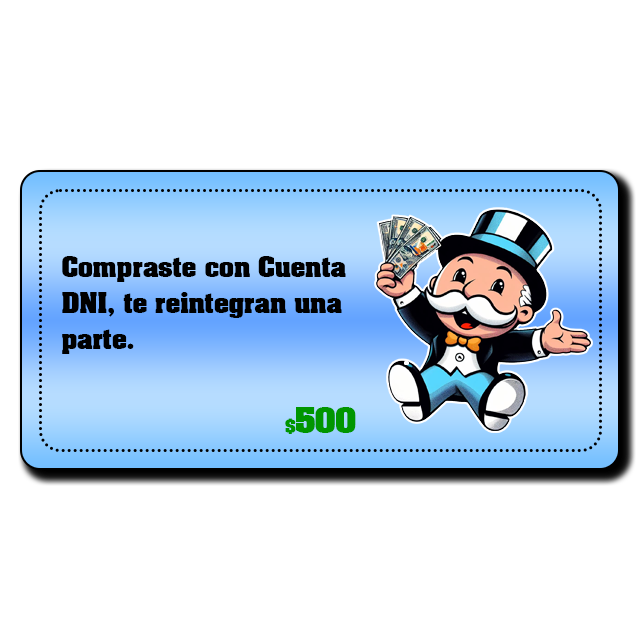 Compraste con Cuenta
DNI, te reintegran una
parte.
$500